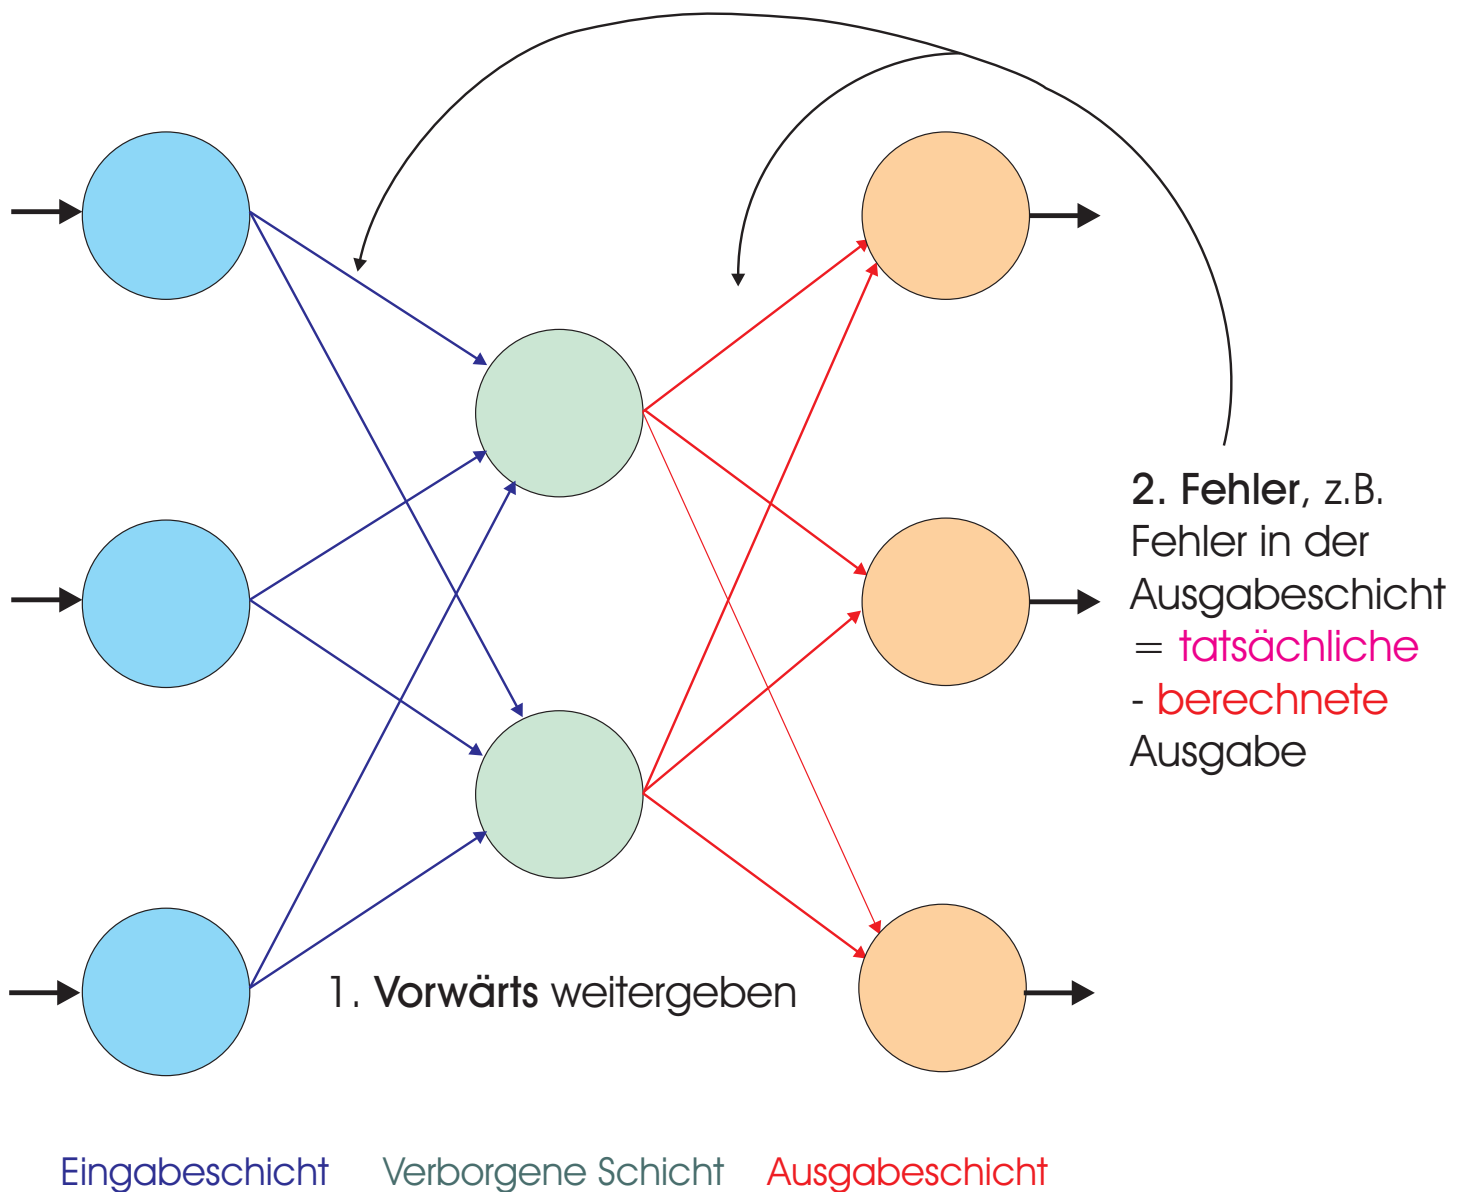 2. Fehler, z.B.
Fehler in der
Ausgabeschicht
= tatsächliche
- berechnete
Ausgabe
1. Vorwärts weitergeben
Eingabeschicht Verborgene Schicht Ausgabeschicht